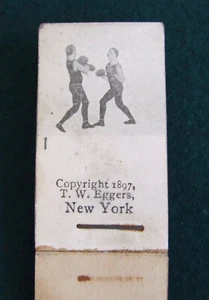 Copyright 1897,
T. W. Eggers,
New York